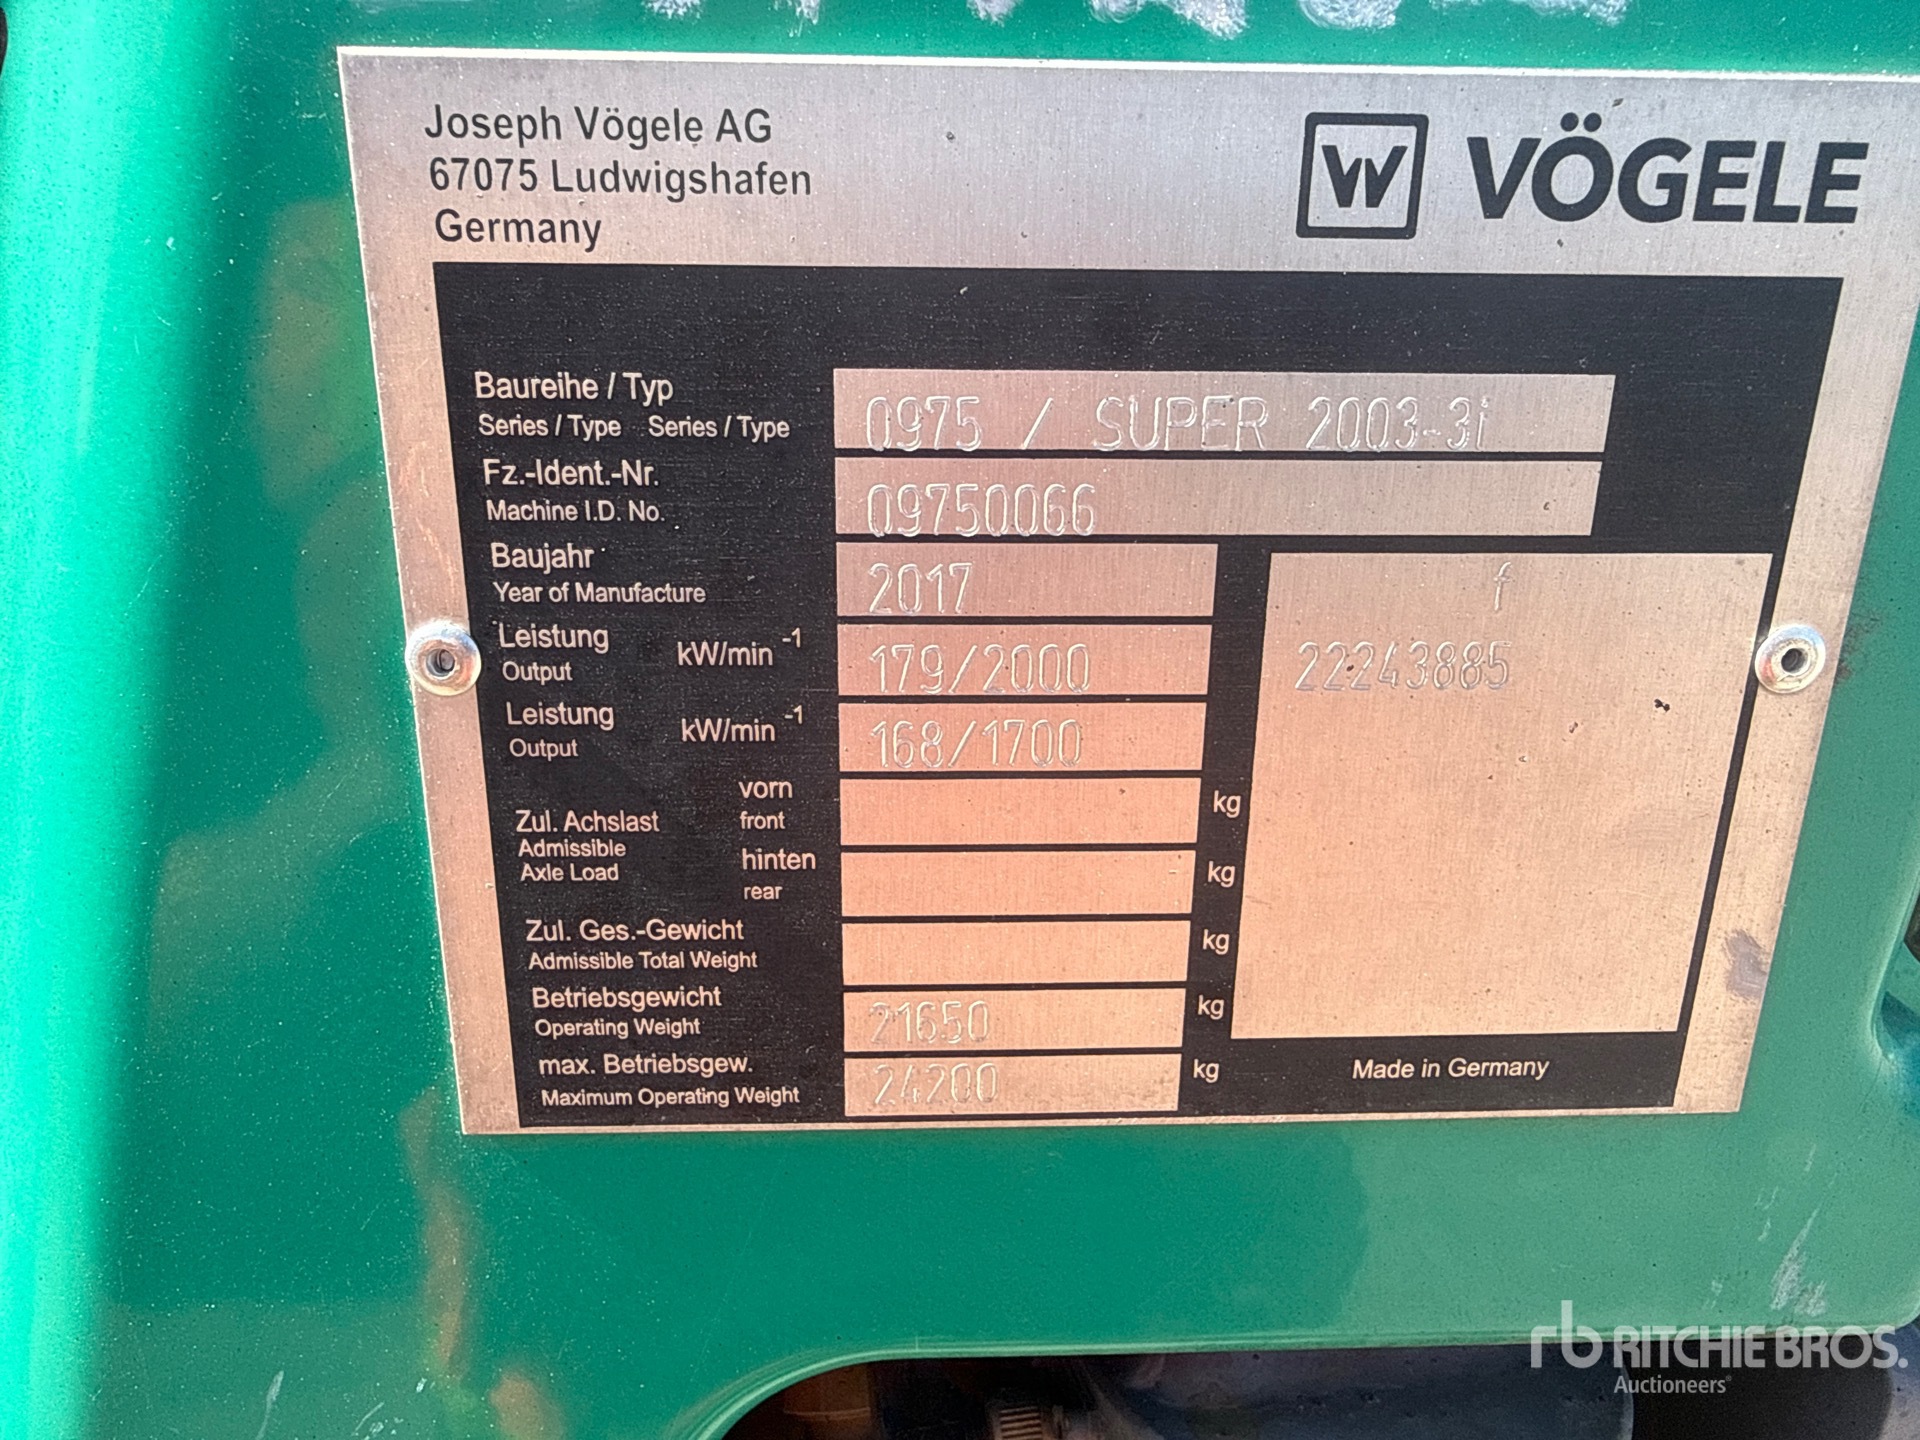 Joseph Vögele AG
67075 Ludwigshafen
Germany
W VÖGELE
Baureihe / Typ
Series / Type Series / Type
0975 / SUPER 2003-3i
Fz.-Ident.-Nr.
Machine I.D. No.
09750066
Baujahr
Year of Manufacture
2017
Leistung
Output
kW/min -1
179/2000
Leistung
Output
kW/min -1
168/1700
Zul. Achslast
Admissible
Axle Load
vorn
front
kg
hinten
rear
kg
Zul. Ges.-Gewicht
Admissible Total Weight
kg
Betriebsgewicht
Operating Weight
21650
kg
max. Betriebsgew.
Maximum Operating Weight
24200
kg
f
22243885
Made in Germany
rb RITCHIE BROS.
Auctioneers